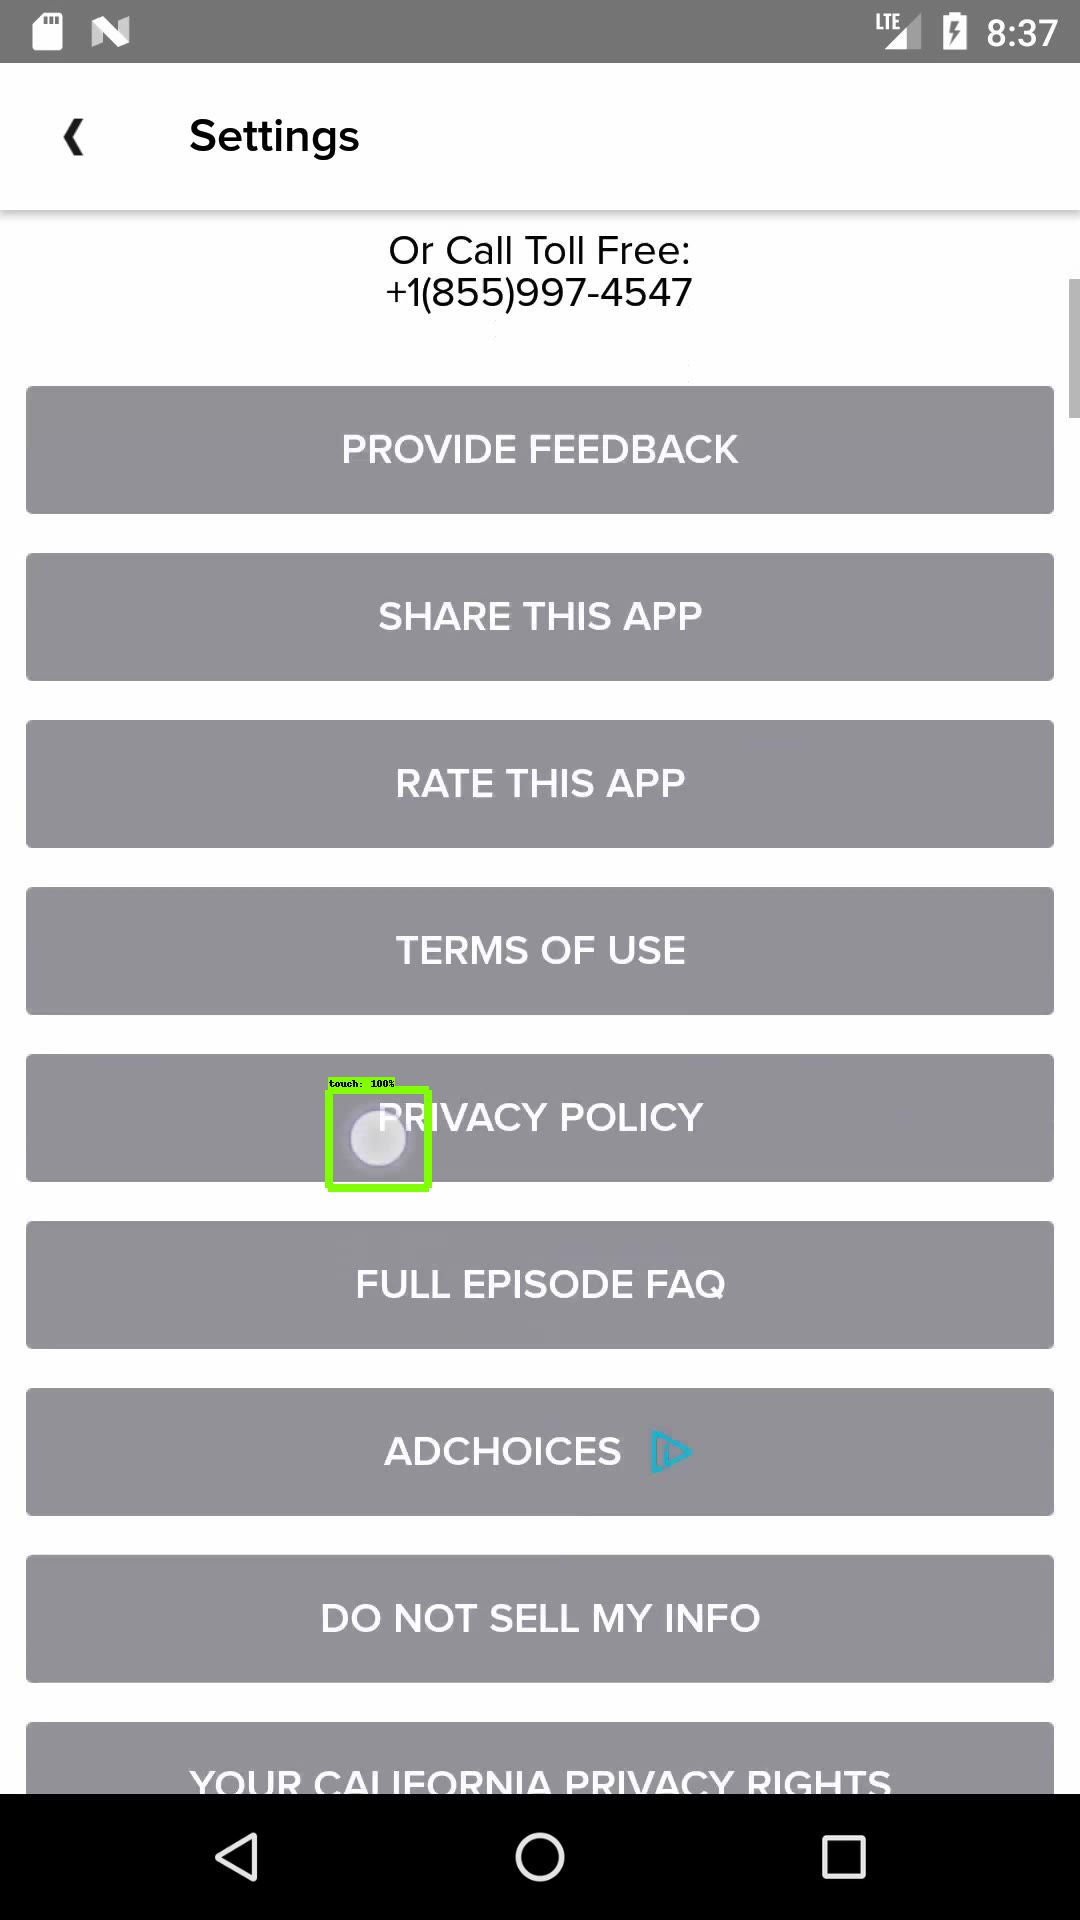 LTE 8:37
Settings
Or Call Toll Free:
+1(855)997-4547
PROVIDE FEEDBACK
SHARE THIS APP
RATE THIS APP
TERMS OF USE
touch: 100%
PRIVACY POLICY
FULL EPISODE FAQ
ADCHOICES
DO NOT SELL MY INFO
YOUR CALIFORNIA PRIVACY RIGHTS